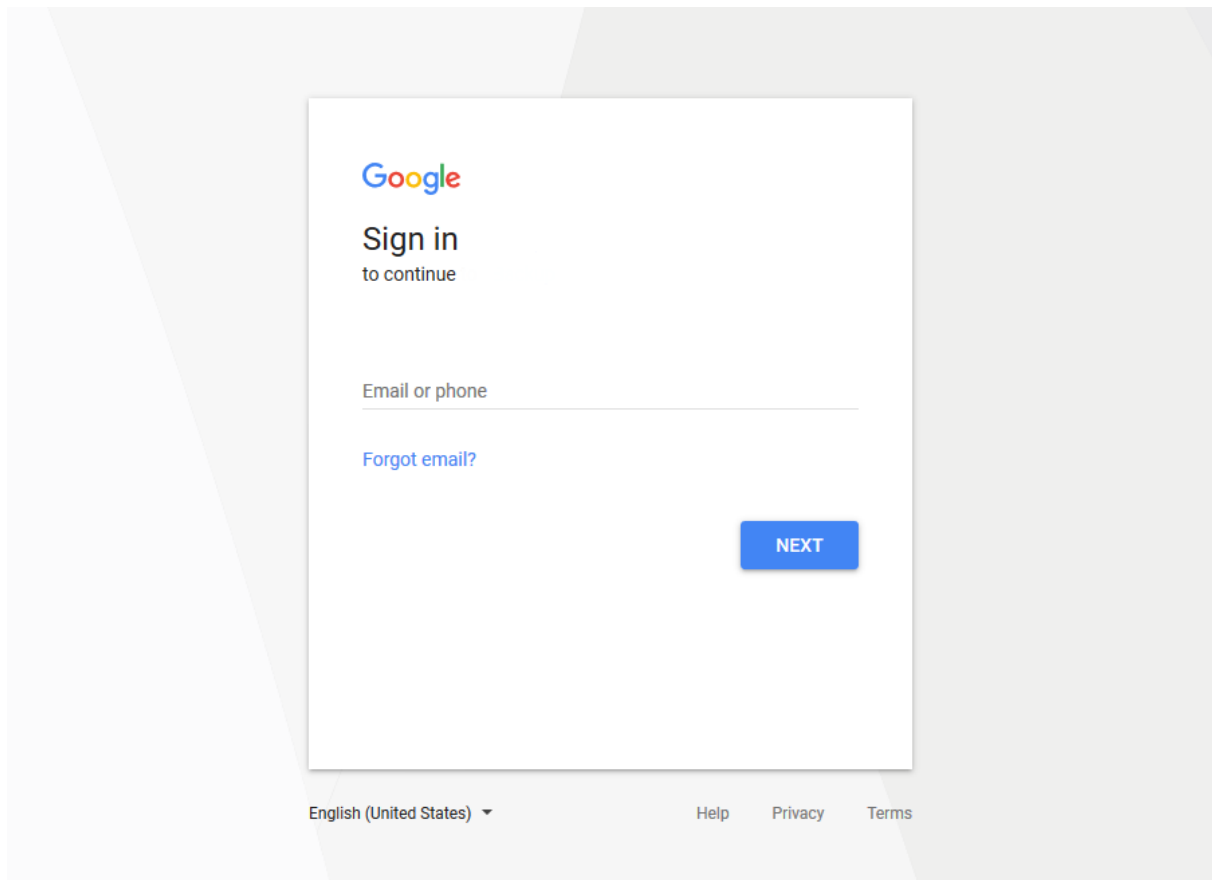 Google
Sign in
to continue
Email or phone
Forgot email?
NEXT
English (United States) Help Privacy Terms